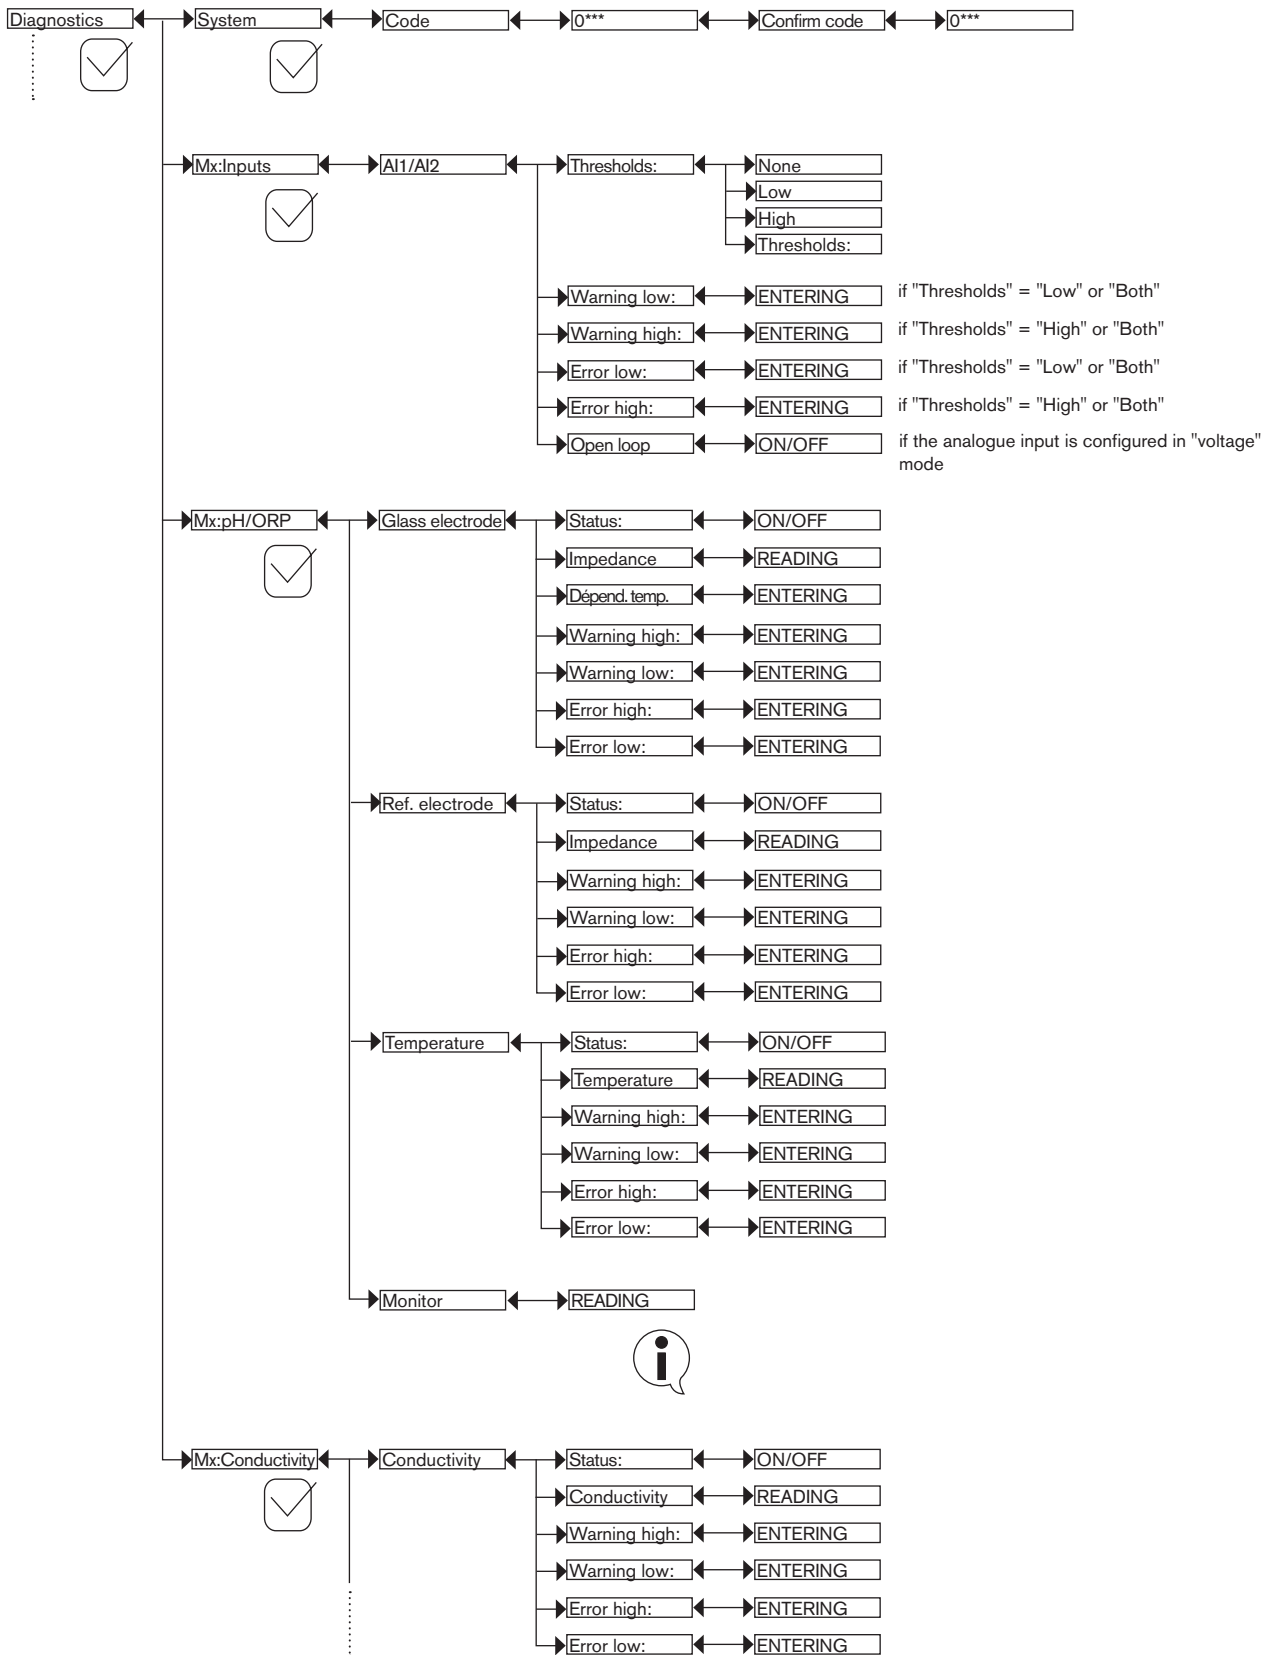 Diagnostics System Code 0*** Confirm code 0***
Mx:Inputs AI1/AI2 Thresholds: None
Low
High
Thresholds:
Warning low: ENTERING if "Thresholds" = "Low" or "Both"
Warning high: ENTERING if "Thresholds" = "High" or "Both"
Error low: ENTERING if "Thresholds" = "Low" or "Both"
Error high: ENTERING if "Thresholds" = "High" or "Both"
Open loop ON/OFF if the analogue input is configured in "voltage"
mode
Mx:pH/ORP Glass electrode Status: ON/OFF
Impedance READING
Dépend. temp. ENTERING
Warning high: ENTERING
Warning low: ENTERING
Error high: ENTERING
Error low: ENTERING
Ref. electrode Status: ON/OFF
Impedance READING
Warning high: ENTERING
Warning low: ENTERING
Error high: ENTERING
Error low: ENTERING
Temperature Status: ON/OFF
Temperature READING
Warning high: ENTERING
Warning low: ENTERING
Error high: ENTERING
Error low: ENTERING
Monitor READING
i
Mx:Conductivity Conductivity Status: ON/OFF
Conductivity READING
Warning high: ENTERING
Warning low: ENTERING
Error high: ENTERING
Error low: ENTERING